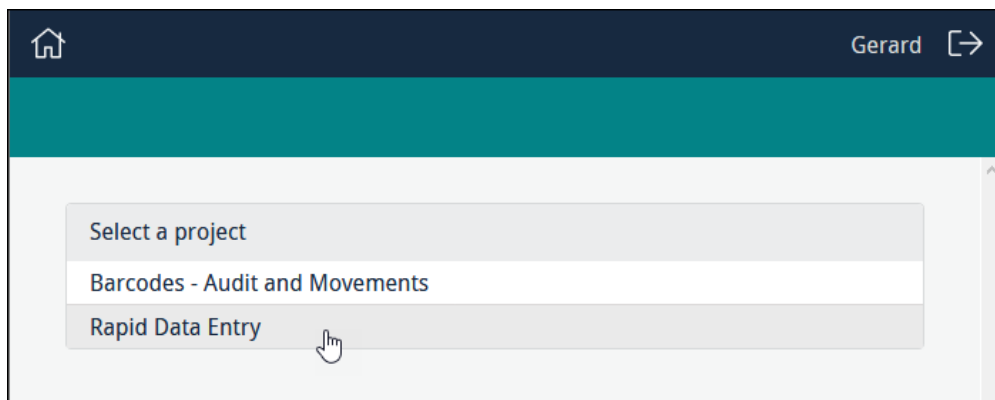 Gerard
Select a project
Barcodes - Audit and Movements
Rapid Data Entry